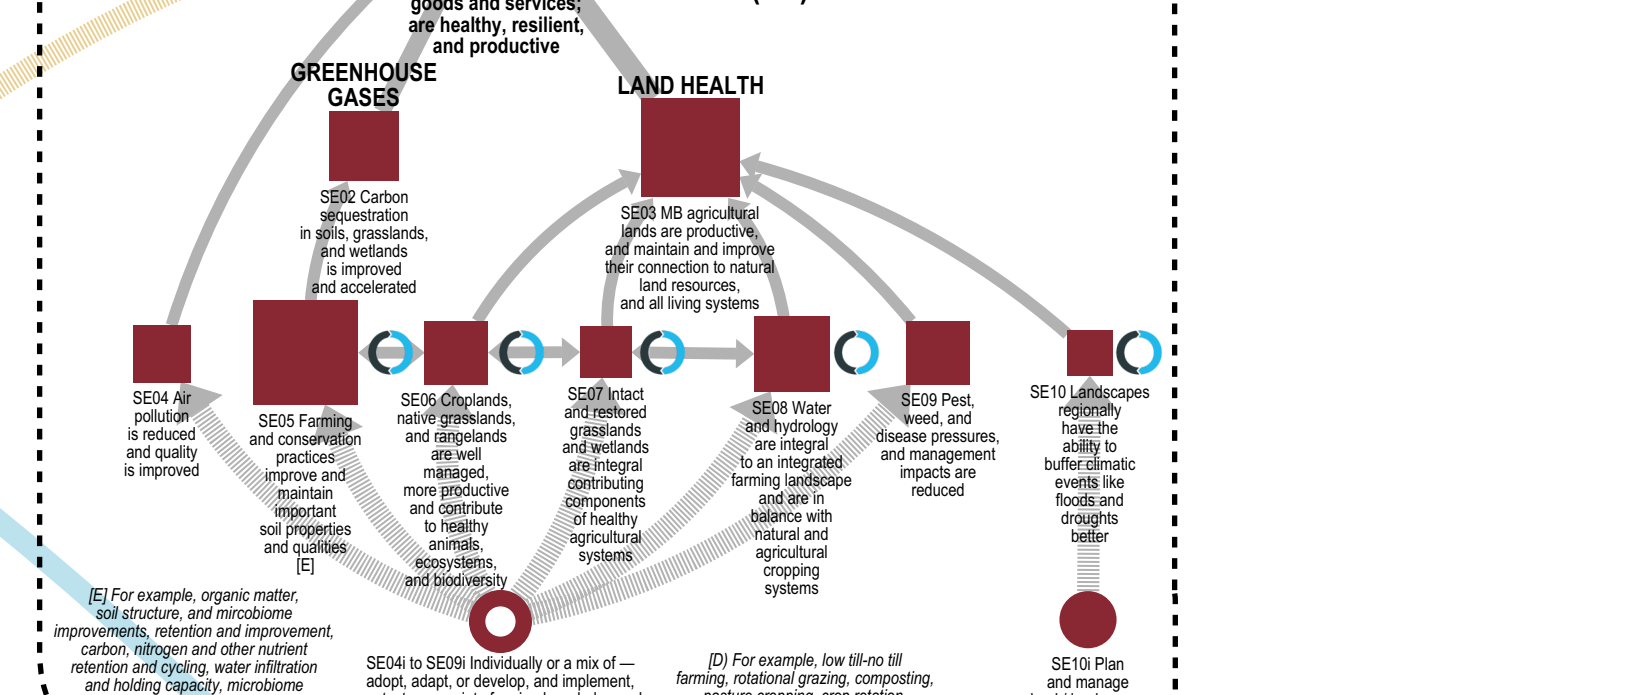 goods and services;
are healthy, resilient,
and productive
GREENHOUSE
GASES
LAND HEALTH
SE02 Carbon
sequestration
in soils, grasslands,
and wetlands
is improved
and accelerated
SE03 MB agricultural
lands are productive,
and maintain and improve
their connection to natural
land resources,
and all living systems
SE04 Air
pollution
is reduced
and quality
is improved
SE05 Farming
and conservation
practices
improve and
maintain
important
soil properties
and qualities
[E]
SE06 Croplands,
native grasslands,
and rangelands
are well
managed,
more productive
and contribute
to healthy
animals,
ecosystems,
and biodiversity
SE07 Intact
and restored
grasslands
and wetlands
are integral
contributing
components
of healthy
agricultural
systems
SE08 Water
and hydrology
are integral
to an integrated
farming landscape
and are in
balance with
natural and
agricultural
cropping
systems
SE09 Pest,
weed, and
disease pressures,
and management
impacts are
reduced
SE10 Landscapes
regionally
have the
ability to
buffer climatic
events like
floods and
droughts
better
[E] For example, organic matter,
soil structure, and mircobiome
improvements, retention and improvement,
carbon, nitrogen and other nutrient
retention and cycling, water infiltration
and holding capacity, microbiome
SE04i to SE09i Individually or a mix of —
adopt, adapt, or develop, and implement,
[D) For example, low till-no till
farming, rotational grazing, composting,
SE10i Plan
and manage